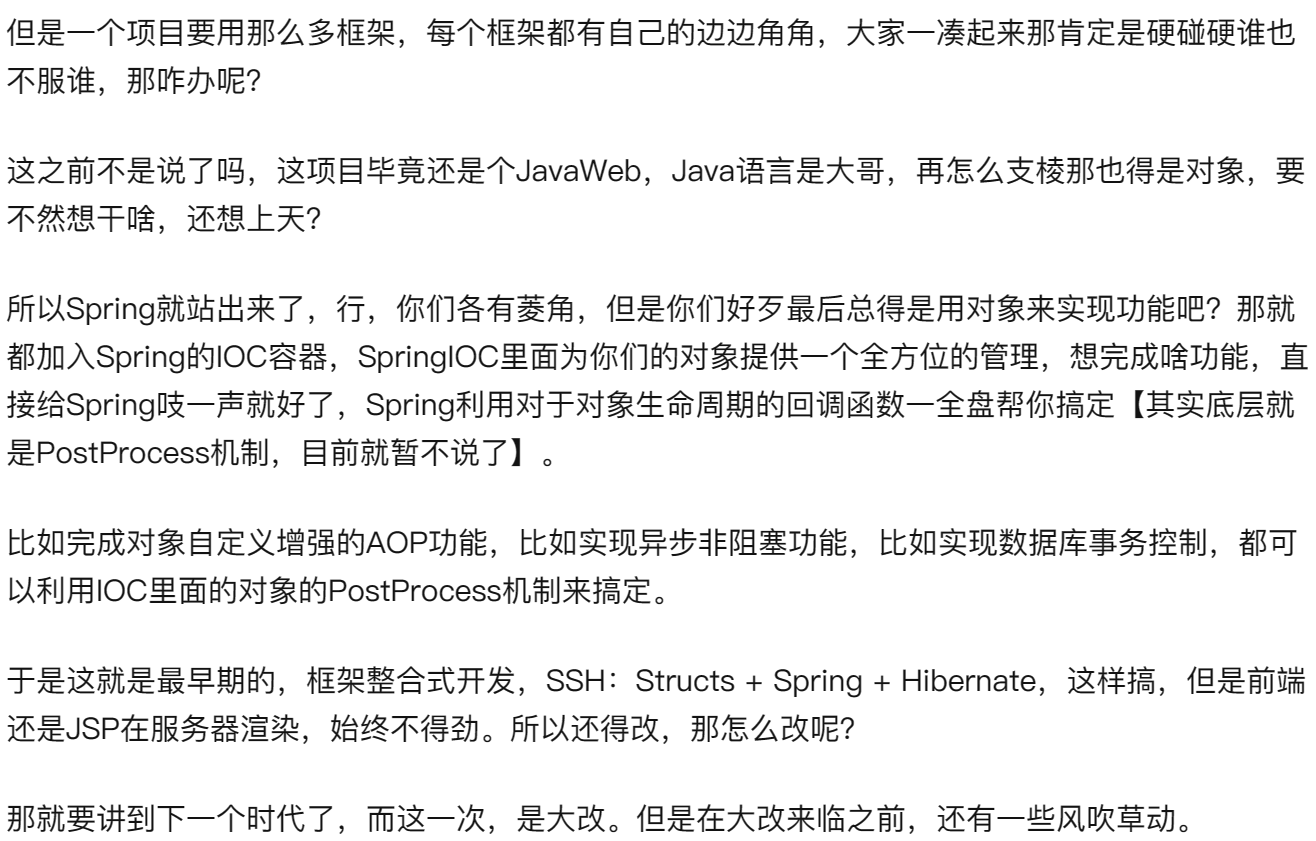 但是一个项目要用那么多框架，每个框架都有自己的边边角角，大家一凑起来那肯定是硬碰硬谁也
不服谁，那咋办呢？
这之前不是说了吗，这项目毕竟还是个JavaWeb，Java语言是大哥，再怎么支棱那也得是对象，要
不然想干啥，还想上天？
所以Spring就站出来了，行，你们各有菱角，但是你们好歹最后总得是用对象来实现功能吧？那就
都加入Spring的IOC容器，SpringIOC里面为你们的对象提供一个全方位的管理，想完成啥功能，直
接给Spring吱一声就好了，Spring利用对于对象生命周期的回调函数一全盘帮你搞定【其实底层就
是PostProcess机制，目前就暂不说了】。
比如完成对象自定义增强的AOP功能，比如实现异步非阻塞功能，比如实现数据库事务控制，都可
以利用IOC里面的对象的PostProcess机制来搞定。
于是这就是最早期的，框架整合式开发，SSH：Structs + Spring + Hibernate，这样搞，但是前端
还是JSP在服务器渲染，始终不得劲。所以还得改，那怎么改呢？
那就要讲到下一个时代了，而这一次，是大改。但是在大改来临之前，还有一些风吹草动。